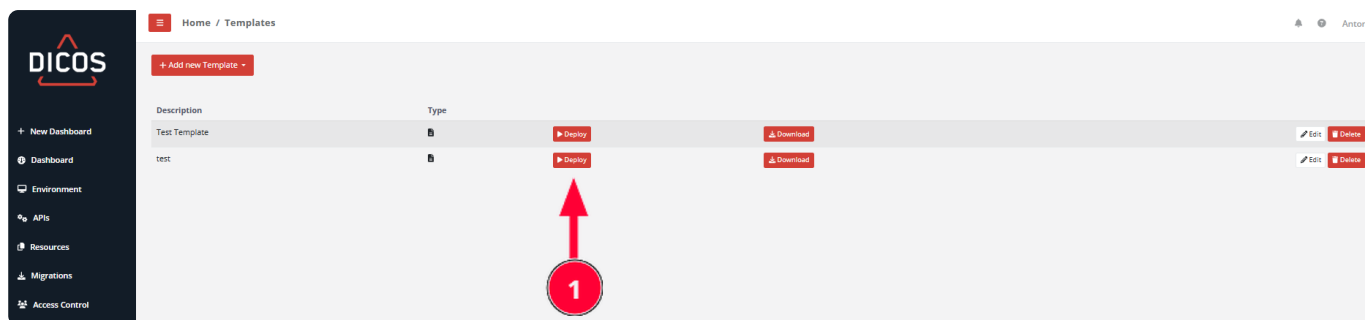 Home / Templates
Anton
DICOS
+ Add new Template
Description Type
+ New Dashboard
Test Template Deploy Download Edit Delete
Dashboard
test Deploy Download Edit Delete
Environment
APIs
Resources
Migrations
1
Access Control